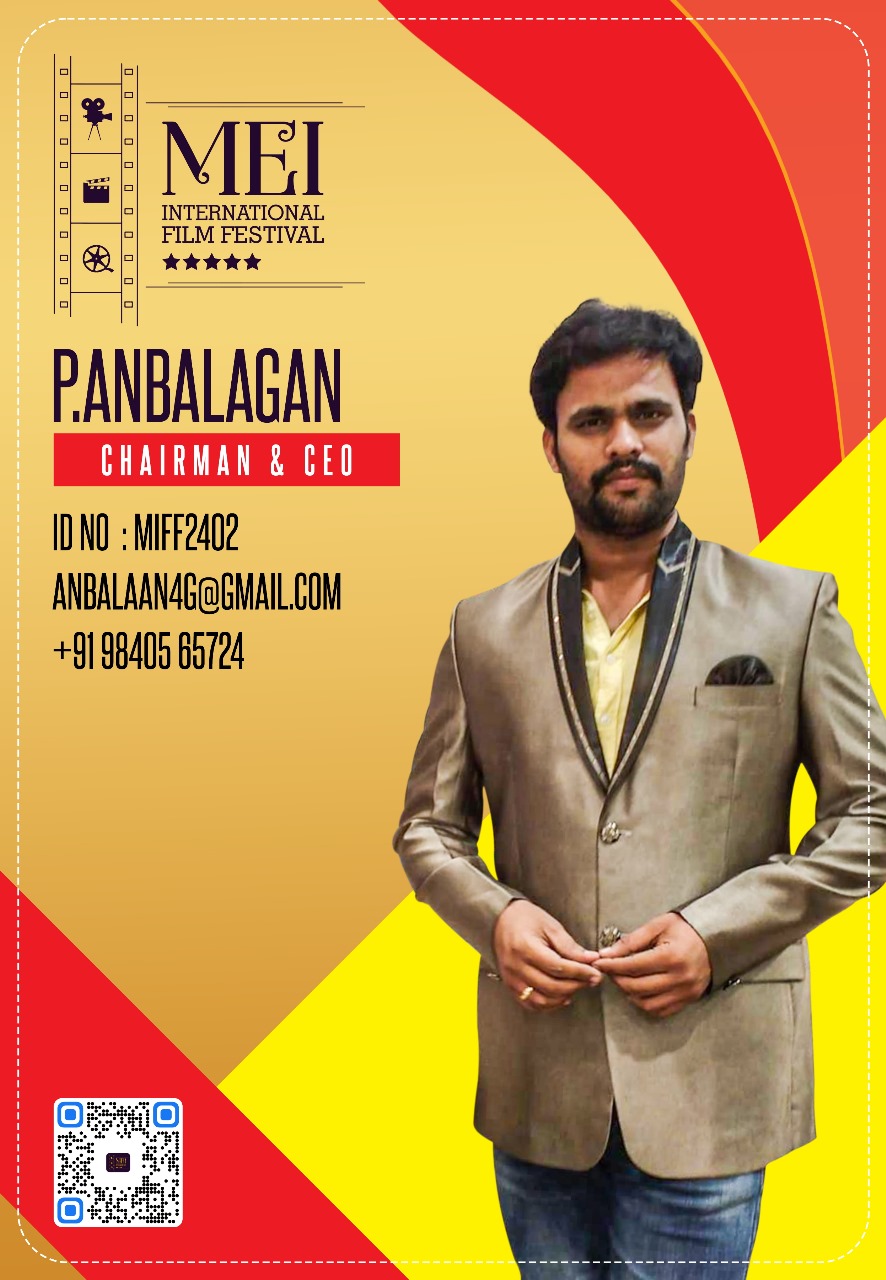 MEI
INTERNATIONAL
FILM FESTIVAL
P.ANBALAGAN
CHAIRMAN & CEO
ID NO : MIFF2402
ANBALAAN4G@GMAIL.COM
+91 98405 65724